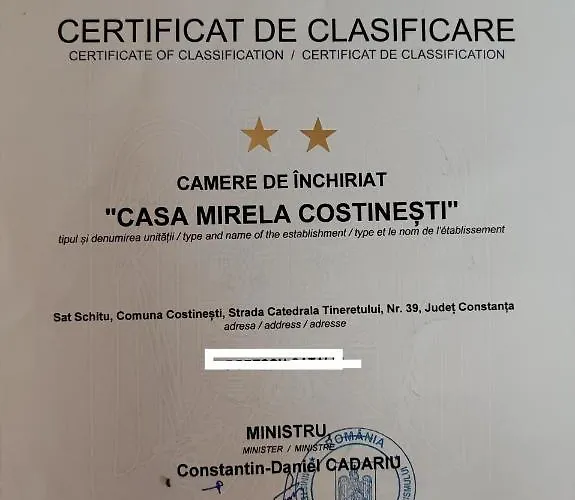 CERTIFICAT DE CLASIFICARE
CERTIFICATE OF CLASSIFICATION / CERTIFICAT DE CLASSIFICATION
CAMERE DE ÎNCHIRIAT
"CASA MIRELA COSTINEȘTI"
tipul și denumirea unității / type and name of the establishment / type et le nom de l'établissement
Sat Schitu, Comuna Costinești, Strada Catedrala Tineretului, Nr. 39, Județ Constanța
adresa / address / adresse
MINISTRU,
MINISTER / MINISTRE
ROMÂNIA
Constantin-Daniel CADARIU